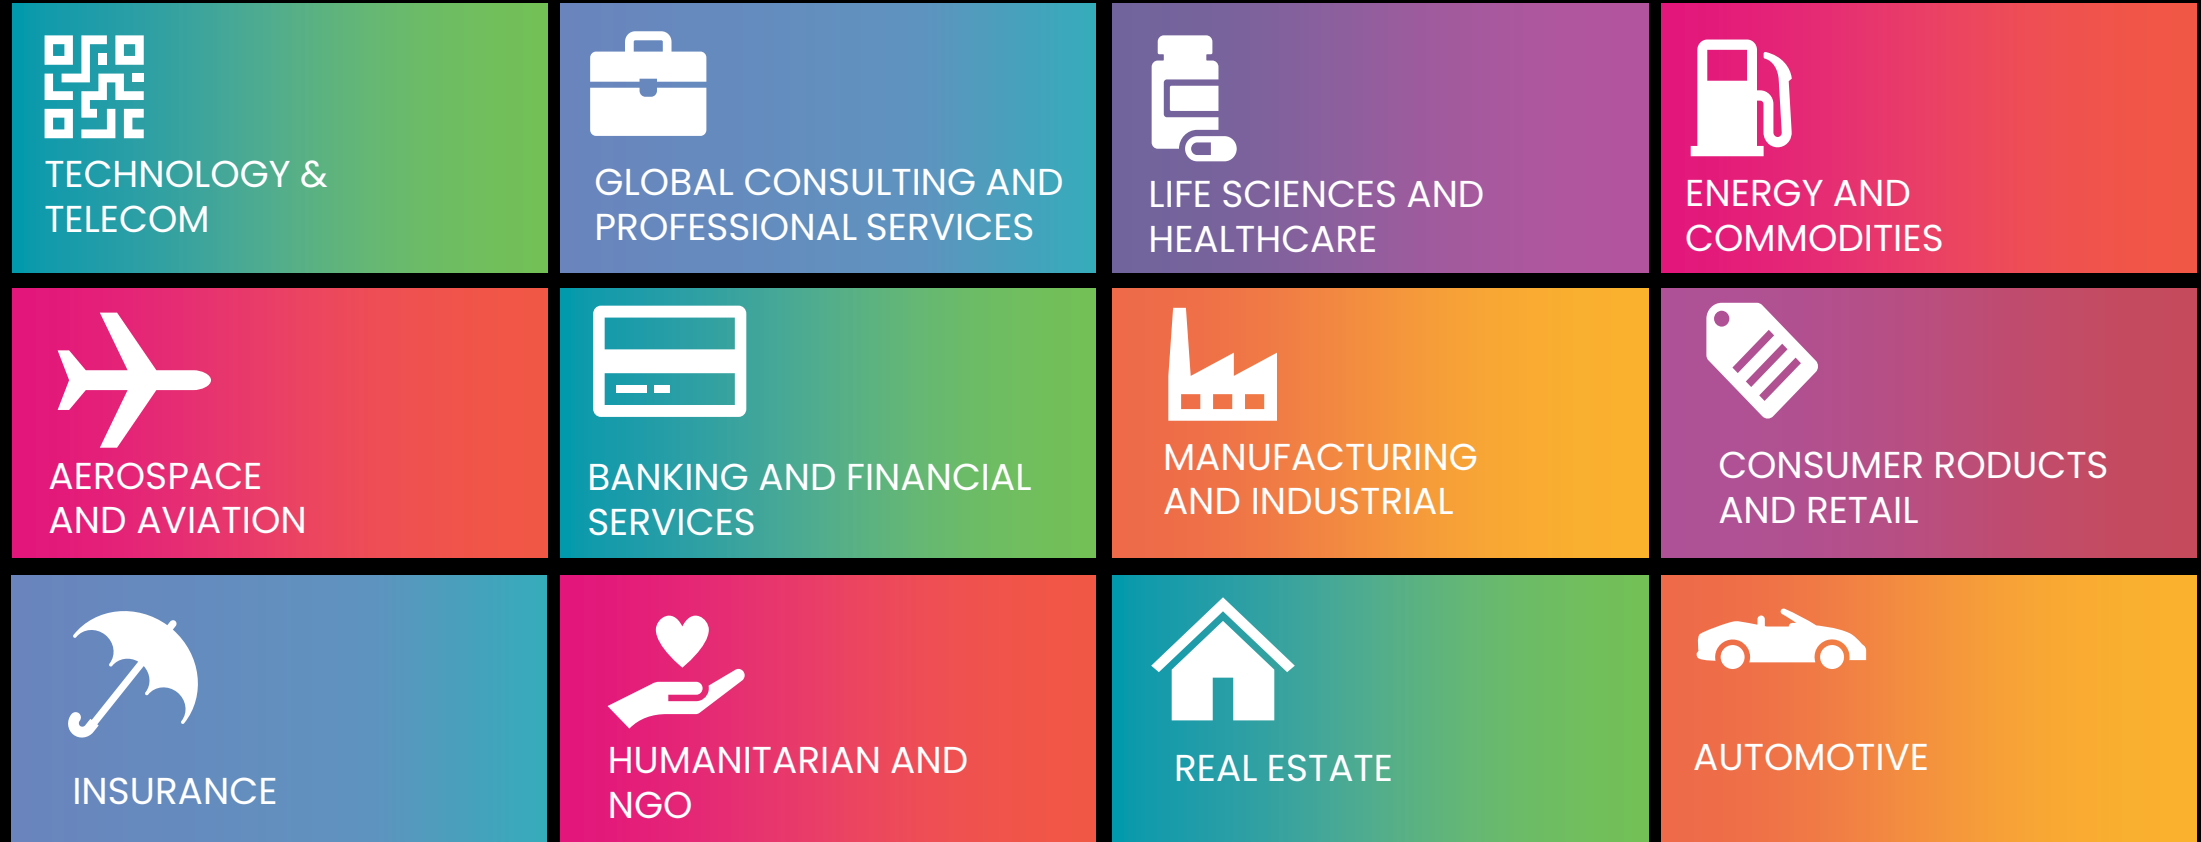 TECHNOLOGY &
TELECOM
GLOBAL CONSULTING AND
PROFESSIONAL SERVICES
LIFE SCIENCES AND
HEALTHCARE
ENERGY AND
COMMODITIES
AEROSPACE
AND AVIATION
BANKING AND FINANCIAL
SERVICES
MANUFACTURING
AND INDUSTRIAL
CONSUMER RODUCTS
AND RETAIL
INSURANCE
HUMANITARIAN AND
NGO
REAL ESTATE
AUTOMOTIVE